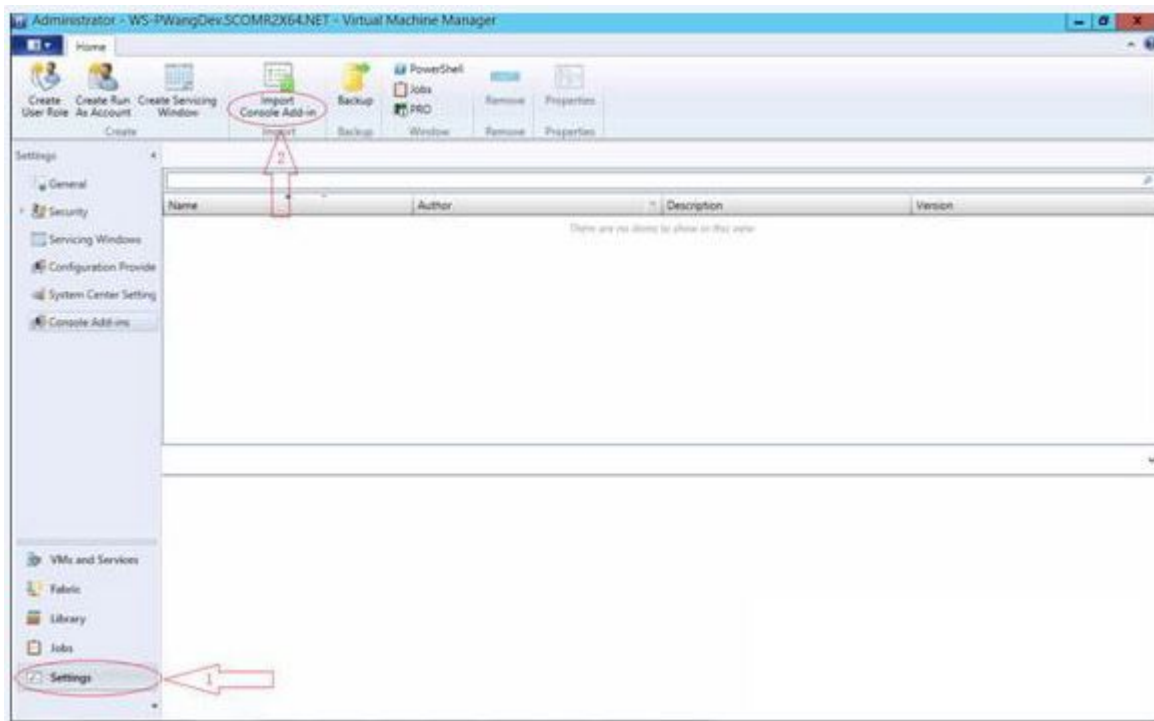 Administrator - WS-PWangDev.SCOMR2X64.NET - Virtual Machine Manager
Home
Create User Role
Create Run As Account
Create Servicing Window
Import Console Add-in
Backup
PowerShell
Jobs
PRO
Remove
Properties
Create
Import
Backup
Window
Remove
Properties
2
Settings
General
Security
Servicing Windows
Configuration Provide
System Center Setting
Console Add-ins
Name
Author
Description
Version
There are no items to show in this view
VMs and Services
Fabric
Library
Jobs
Settings
1